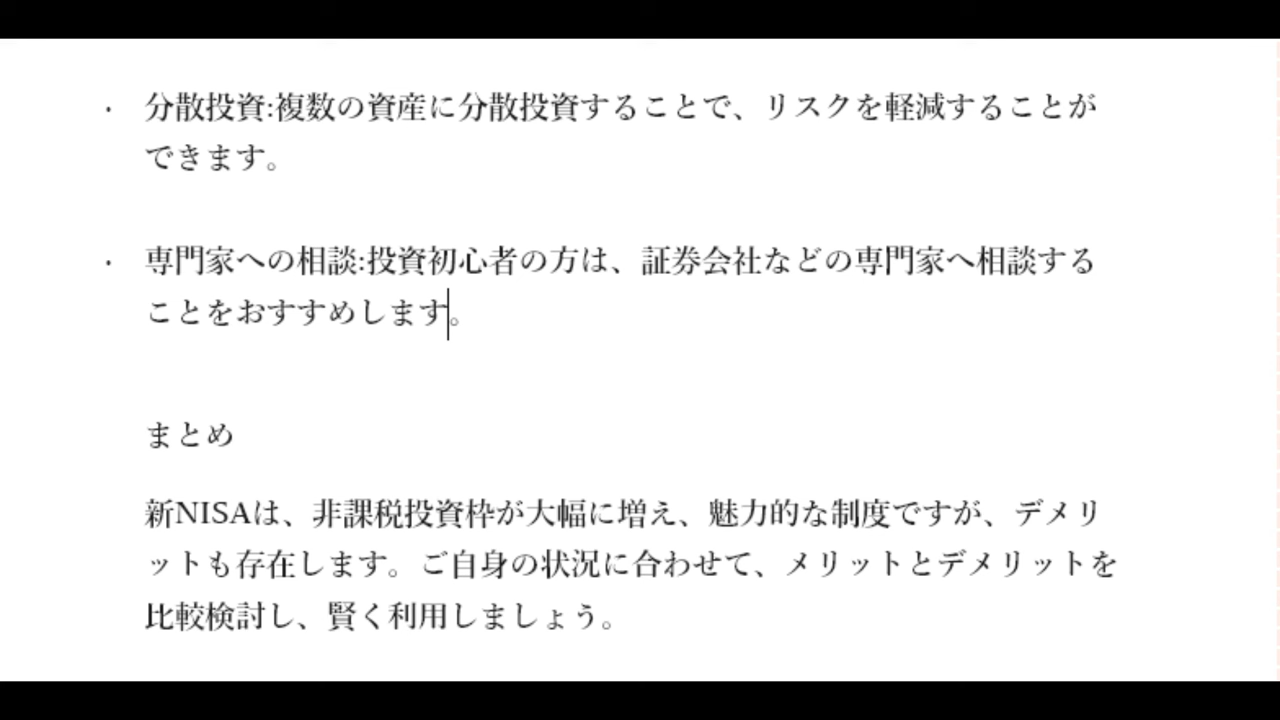 ・ 分散投資:複数の資産に分散投資することで、リスクを軽減することが
できます。
・ 専門家への相談:投資初心者の方は、証券会社などの専門家へ相談する
ことをおすすめします。
まとめ
新NISAは、非課税投資枠が大幅に増え、魅力的な制度ですが、デメリ
ットも存在します。ご自身の状況に合わせて、メリットとデメリットを
比較検討し、賢く利用しましょう。